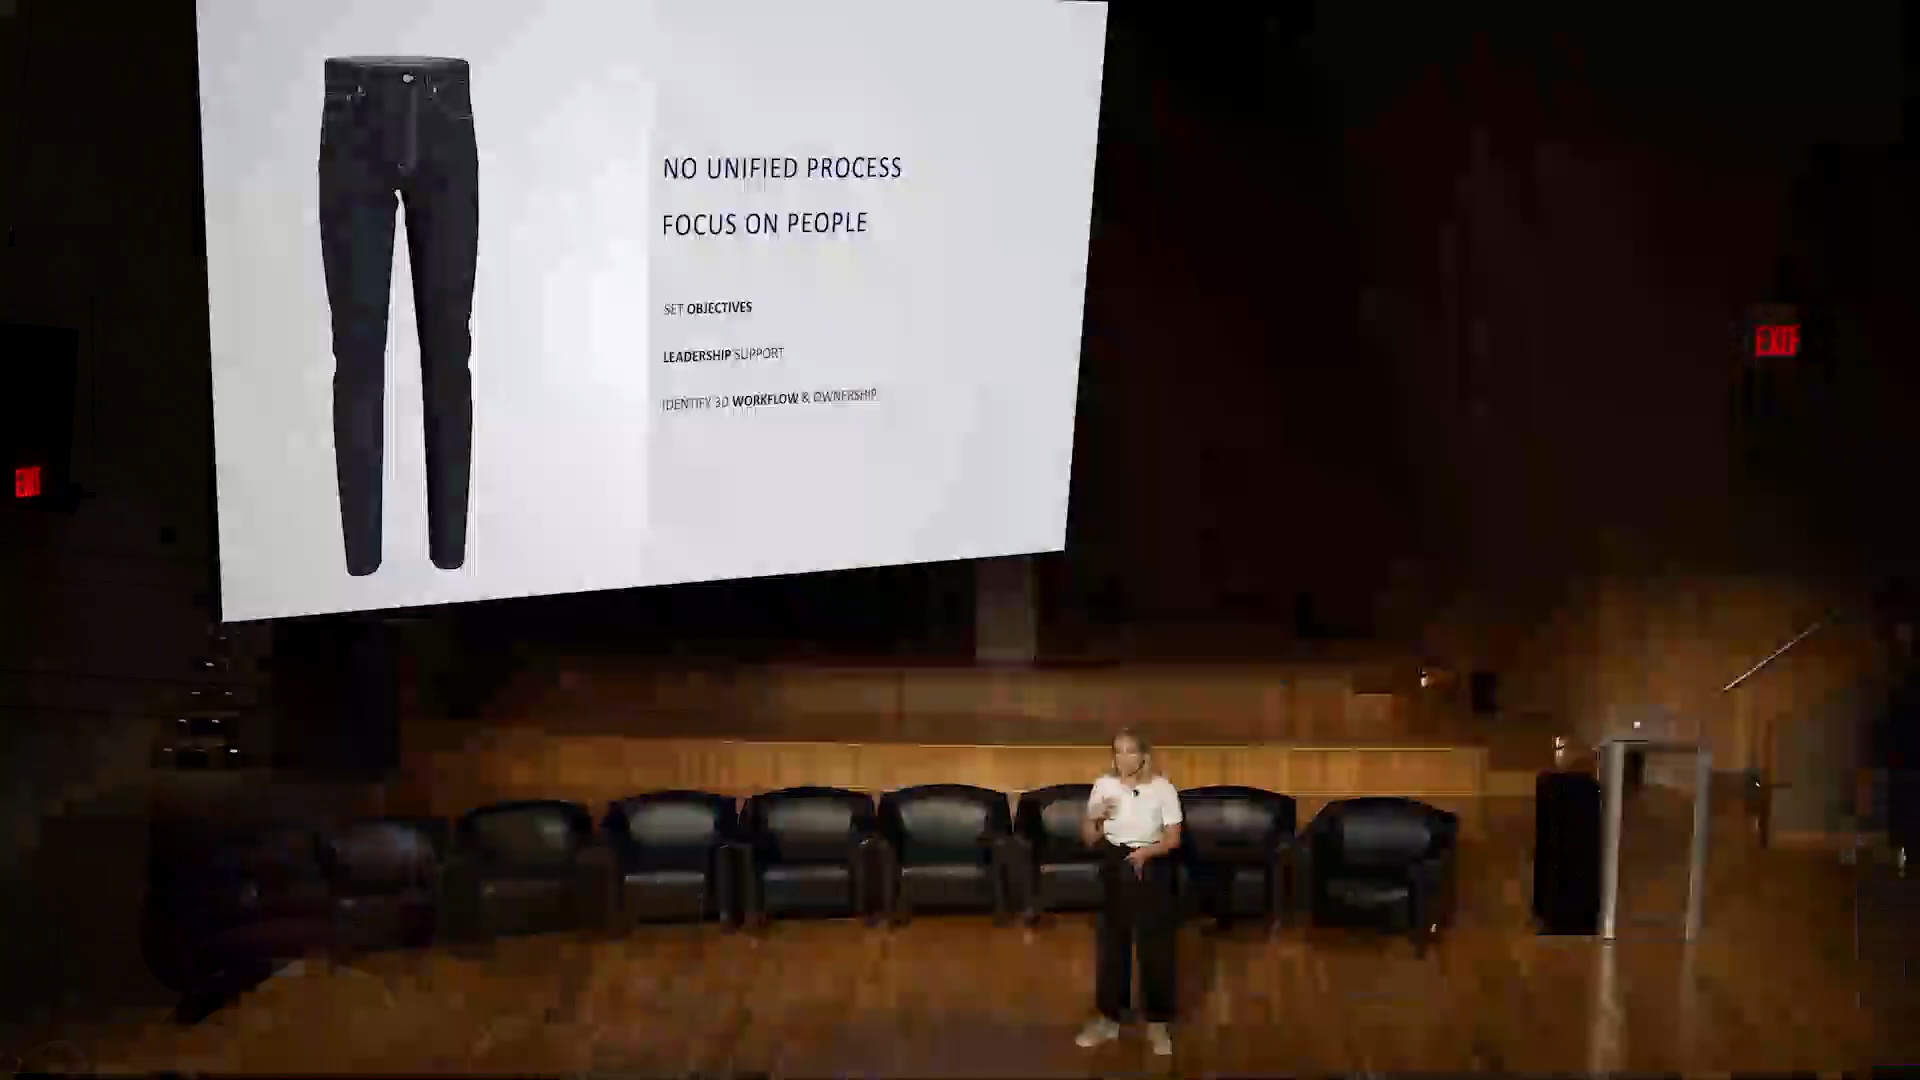 NO UNIFIED PROCESS
FOCUS ON PEOPLE
SET OBJECTIVES
LEADERSHIP SUPPORT
IDENTIFY 3D WORKFLOW & OWNERSHIP
EXIT
EXIT